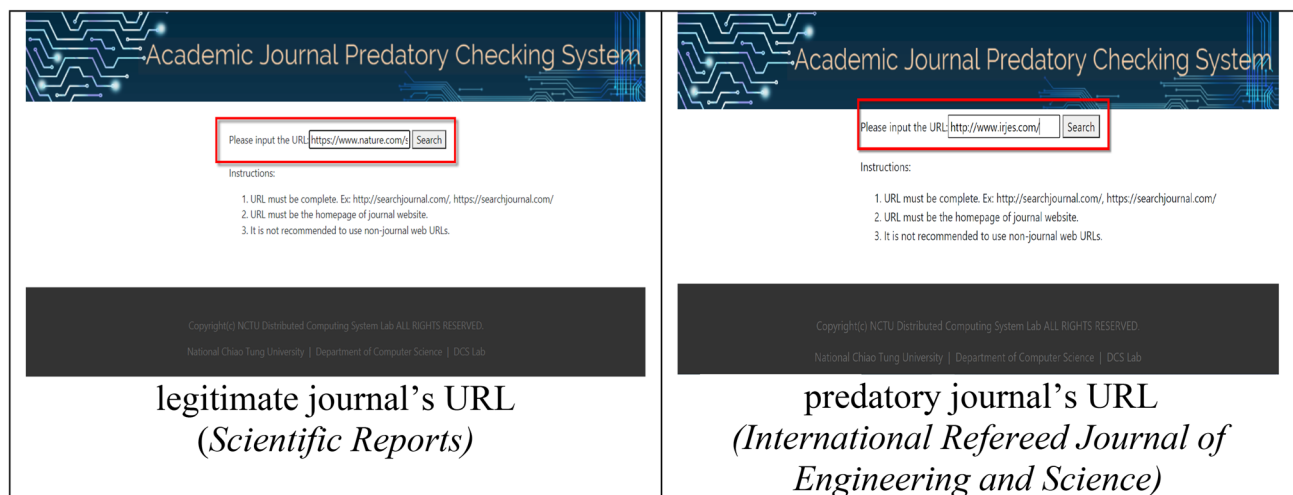 Academic Journal Predatory Checking System
Please input the URL: https://www.nature.com/s Search
Instructions:
1. URL must be complete. Ex: http://searchjournal.com/, https://searchjournal.com/
2. URL must be the homepage of journal website.
3. It is not recommended to use non-journal web URLs.
Copyright(c) NCTU Distributed Computing System Lab ALL RIGHTS RESERVED.
National Chiao Tung University | Department of Computer Science | DCS Lab
legitimate journal’s URL
(Scientific Reports)
Academic Journal Predatory Checking System
Please input the URL: http://www.irjes.com/ Search
Instructions:
1. URL must be complete. Ex: http://searchjournal.com/, https://searchjournal.com/
2. URL must be the homepage of journal website.
3. It is not recommended to use non-journal web URLs.
Copyright(c) NCTU Distributed Computing System Lab ALL RIGHTS RESERVED.
National Chiao Tung University | Department of Computer Science | DCS Lab
predatory journal’s URL
(International Refereed Journal of
Engineering and Science)